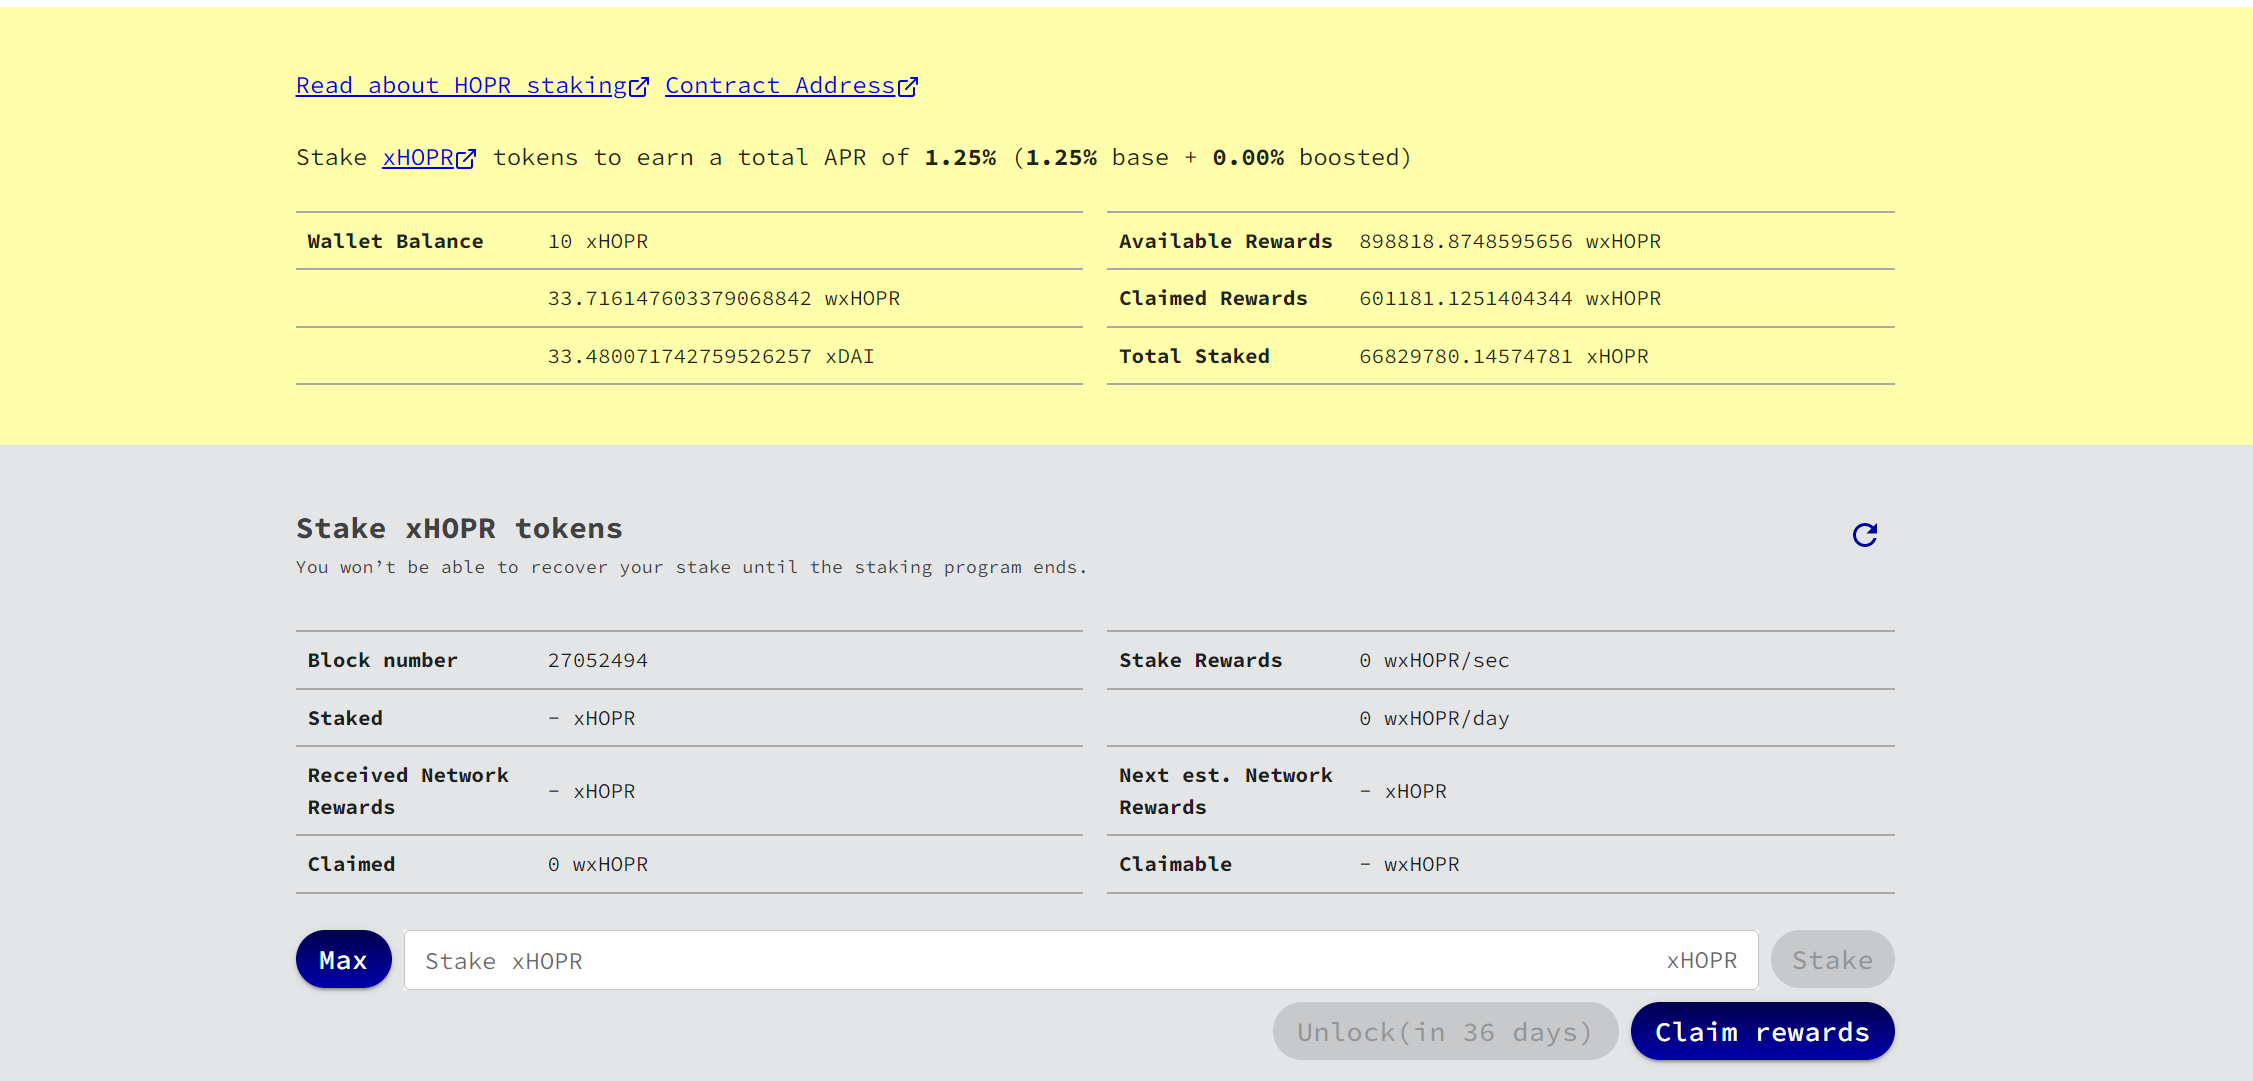 Read about HOPR staking Contract Address
Stake xHOPR tokens to earn a total APR of 1.25% (1.25% base + 0.00% boosted)
Wallet Balance 10 xHOPR
33.716147603379068842 wxHOPR
33.480071742759526257 xDAI
Available Rewards 898818.8748595656 wxHOPR
Claimed Rewards 601181.1251404344 wxHOPR
Total Staked 66829780.14574781 xHOPR
Stake xHOPR tokens
You won’t be able to recover your stake until the staking program ends.
Block number 27052494
Staked - xHOPR
Received Network
Rewards
- xHOPR
Claimed 0 wxHOPR
Stake Rewards 0 wxHOPR/sec
0 wxHOPR/day
Next est. Network
Rewards
- xHOPR
Claimable - wxHOPR
Max Stake xHOPR xHOPR Stake
Unlock(in 36 days) Claim rewards